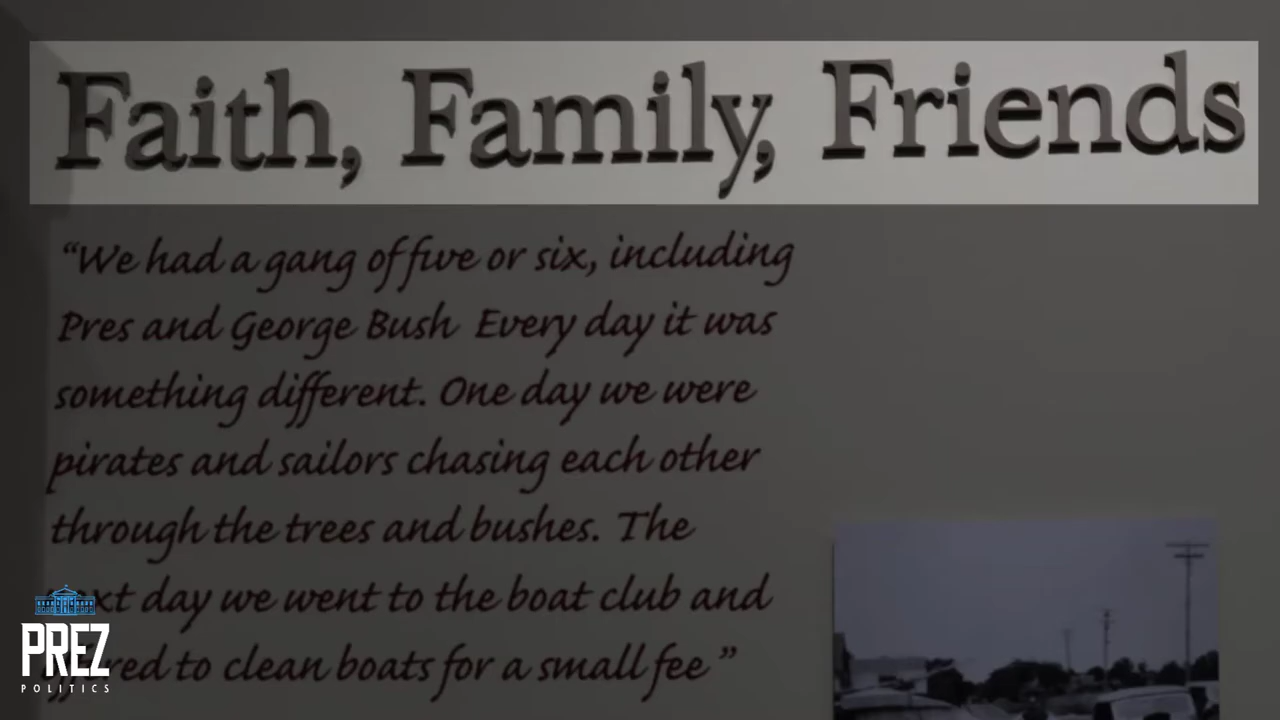 Faith, Family, Friends
“We had a gang of five or six, including
Pres and George Bush Every day it was
something different. One day we were
pirates and sailors chasing each other
through the trees and bushes. The
day we went to the boat club and
to clean boats for a small fee”
PREZ
POLITICS